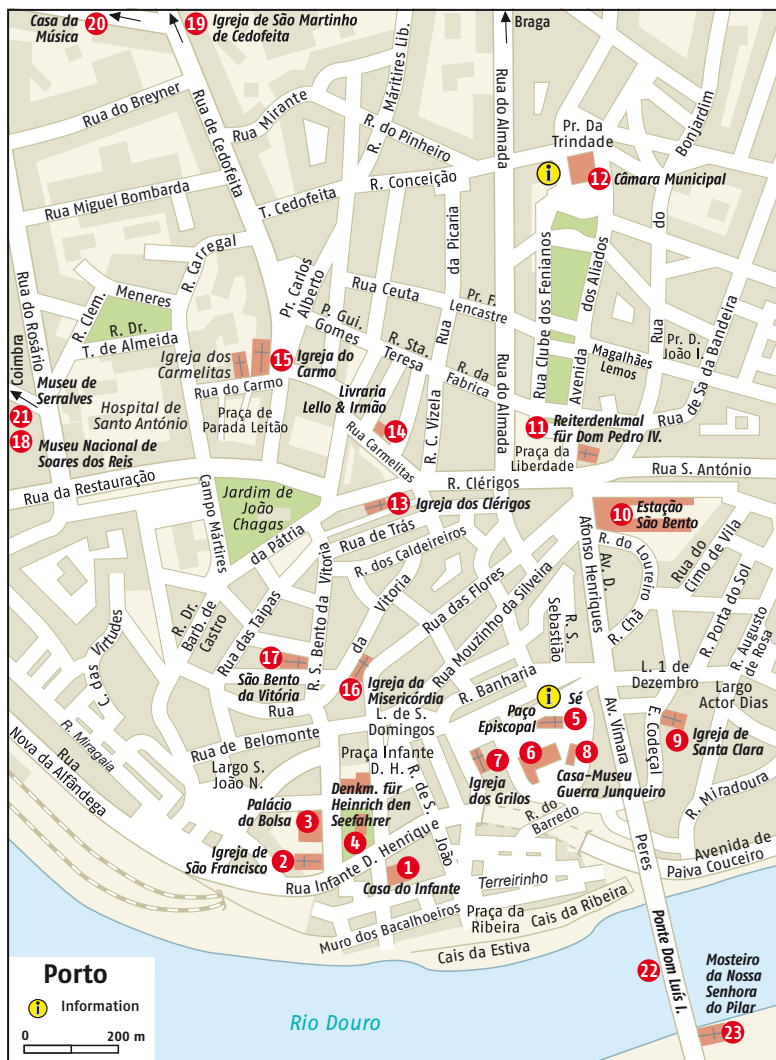 Casa da
Música
20
19
Igreja de São Martinho
de Cedofeita
Braga
Rua do Breyner
Rua de Cedofeita
Rua Mirante
R. Máritires Lib.
R. do Pinheiro
Rua do Almada
Pr. Da
Trindade
Bonjardim
i
12
Câmara Municipal
Rua Miguel Bombarda
T. Cedofeita
R. Conceição
da Picaria
Rua
do
Rua
Rua do Rosário
R. Carregal
Pr. Carlos
Alberto
Rua Ceuta
Pr. F.
Lencastre
Rua Clube dos Fenianos
dos Aliados
Avenida
R. Clem.
Meneres
R. Dr.
T. de Almeida
P. Gui.
Gomes
R. Sta.
Teresa
R. da
Fabrica
Magalhães
Lemos
Pr. D.
João I.
Rua de Sa da Bandeira
Coimbra
Igreja dos
Carmelitas
15
Igreja do
Carmo
Rua do Carmo
Museu de
Serralves
21
18
Museu Nacional de
Soares dos Reis
Hospital de
Santo António
Praça de
Parada Leitão
Livraria
Lello & Irmão
14
Rua Carmelitas
R. C. Vizela
Rua do Almada
11
Reiterdenkmal
für Dom Pedro IV.
Praça da
Liberdade
Rua da Restauração
Campo Mártires
Jardim de
João
Chagas
da Pátria
R. Clérigos
Rua S. António
13
Igreja dos Clérigos
10
Estação
São Bento
Rua de Trás
R. dos Caldeireiros
R. S. Bento da Vitória
da
Vitoria
Rua das Flores
Rua Mouzinho da Silveira
Afonso Henriques
Av. D.
R. do Loureiro
Rua do
Cimo de Vila
R. Chã
R. Porta do Sol
R. Augusto
de Rosa
R. S.
Sebastião
R. Dr.
Barb. de
Castro
Rua das Taipas
C. das
Virtudes
17
São Bento
da Vitória
Rua
16
Igreja da
Misericórdia
R. Banharia
i
Sé
5
Paço
Episcopal
L. 1 de
Dezembro
Largo
Actor Dias
R. Miragaia
Rua
Nova da Alfândega
Rua de Belomonte
L. de S.
Domingos
Largo S.
João N.
Praça Infante
D. H.
7
Igreja
dos Grilos
6
8
Casa-Museu
Guerra Junqueiro
Av. Vimara
Peres
E. Codeçal
9
Igreja de
Santa Clara
R. Miradoura
Palácio
da Bolsa
3
Denkm. für
Heinrich den
Seefahrer
4
R. de S.
João
R. do
Barredo
Igreja de
São Francisco
2
Rua Infante D. Henrique
1
Casa do Infante
Terreirinho
Avenida de
Paiva Couceiro
Praça da
Ribeira
Cais da Ribeira
Muro dos Bacalhoeiros
Cais da Estiva
Ponte Dom Luís I.
22
Mosteiro
da Nossa
Senhora
do Pilar
23
Rio Douro
Porto
i
Information
0
200 m